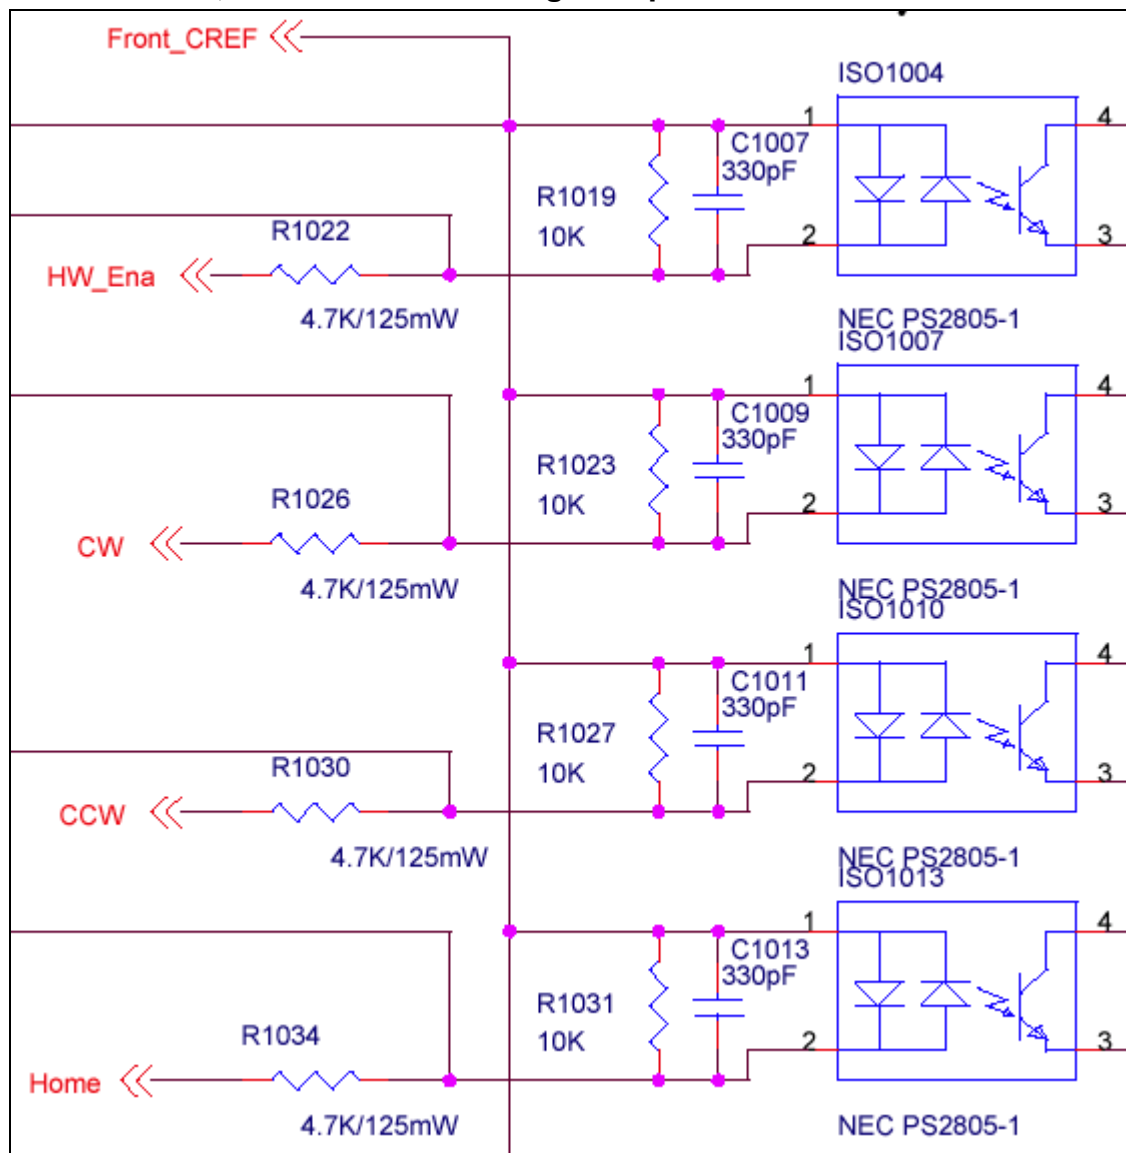 Front_CREF
ISO1004
1
4
C1007
330pF
R1019
10K
R1022
2
3
HW_Ena
4.7K/125mW
NEC PS2805-1
ISO1007
1
4
C1009
330pF
R1023
10K
R1026
2
3
CW
4.7K/125mW
NEC PS2805-1
ISO1010
1
4
C1011
330pF
R1027
10K
R1030
2
3
CCW
4.7K/125mW
NEC PS2805-1
ISO1013
1
4
C1013
330pF
R1031
10K
R1034
2
3
Home
4.7K/125mW
NEC PS2805-1